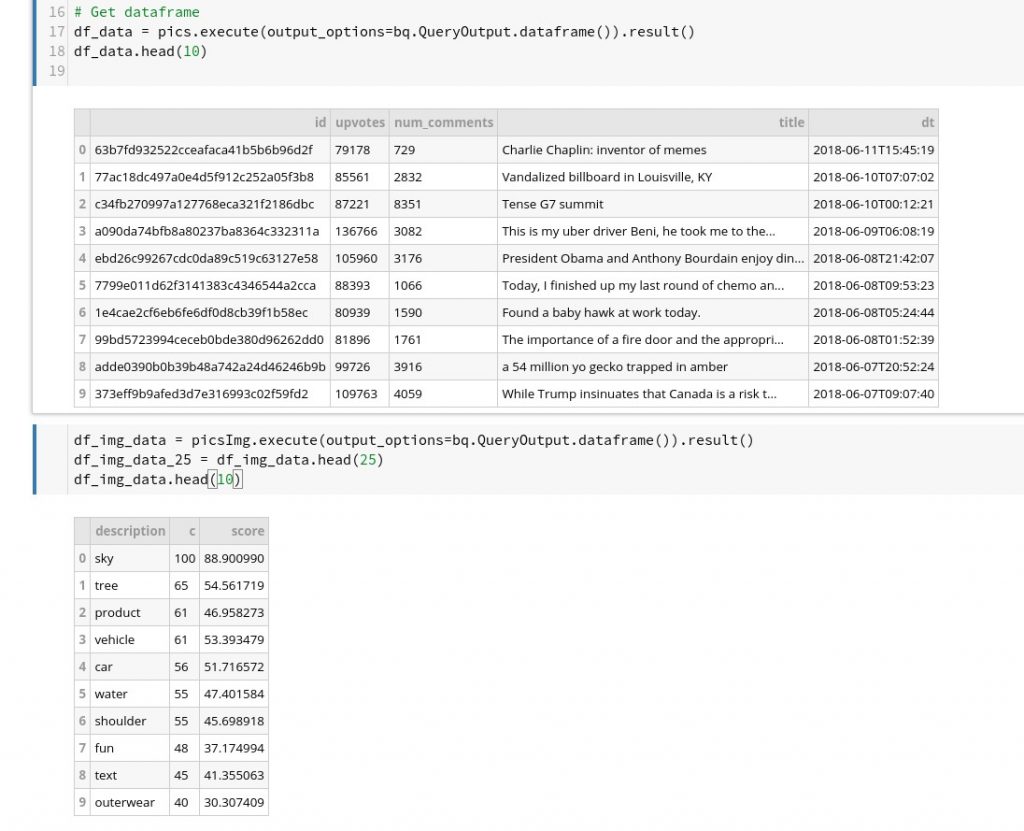 16 # Get dataframe
17 df_data = pics.execute(output_options=bq.QueryOutput.dataframe()).result()
18 df_data.head(10)
19
id upvotes num_comments title dt
0 63b7fd932522cceafaca41b5b6b96d2f 79178 729 Charlie Chaplin: inventor of memes 2018-06-11T15:45:19
1 77ac18dc497a0e4d5f912c252a05f3b8 85561 2832 Vandalized billboard in Louisville, KY 2018-06-10T07:07:02
2 c34fb270997a127768eca321f2186dbc 87221 8351 Tense G7 summit 2018-06-10T00:12:21
3 a090da74bfb8a80237ba8364c332311a 136766 3082 This is my uber driver Beni, he took me to the... 2018-06-09T06:08:19
4 ebd26c99267cdc0da89c519c63127e58 105960 3176 President Obama and Anthony Bourdain enjoy din... 2018-06-08T21:42:07
5 7799e011d62f3141383c4346544a2cca 88393 1066 Today, I finished up my last round of chemo an... 2018-06-08T09:53:23
6 1e4cae2cf6eb6fe6df0d8cb39f1b58ec 80939 1590 Found a baby hawk at work today. 2018-06-08T05:24:44
7 99bd5723994ceceb0bde380d96262dd0 81896 1761 The importance of a fire door and the appropri... 2018-06-08T01:52:39
8 adde0390b0b39b48a742a24d46246b9b 99726 3916 a 54 million yo gecko trapped in amber 2018-06-07T20:52:24
9 373eff9b9afed3d7e316993c02f59fd2 109763 4059 While Trump insinuates that Canada is a risk t... 2018-06-07T09:07:40
df_img_data = picsImg.execute(output_options=bq.QueryOutput.dataframe()).result()
df_img_data_25 = df_img_data.head(25)
df_img_data.head(10)
description c score
0 sky 100 88.900990
1 tree 65 54.561719
2 product 61 46.958273
3 vehicle 61 53.393479
4 car 56 51.716572
5 water 55 47.401584
6 shoulder 55 45.698918
7 fun 48 37.174994
8 text 45 41.355063
9 outerwear 40 30.307409